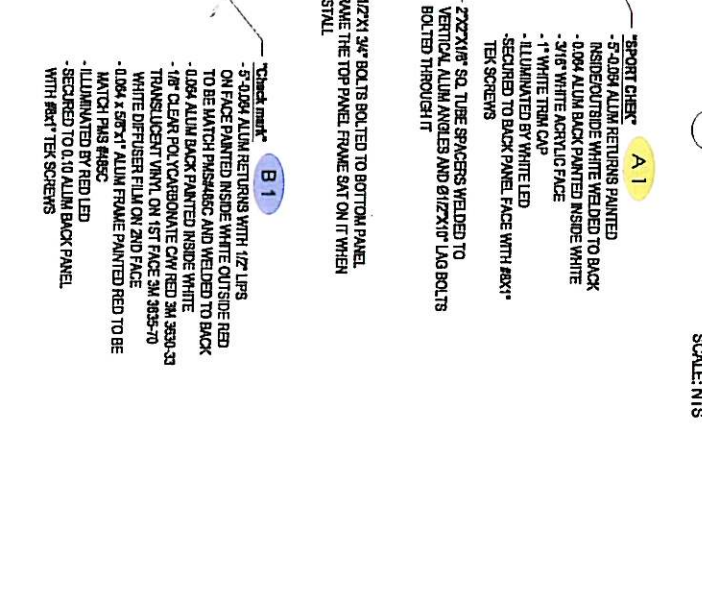 SCALE: NTS
"SPORT CHEK" A 1
- 5"-0.064 ALUM RETURNS PAINTED
INSIDE/OUTSIDE WHITE WELDED TO BACK
- 0.064 ALUM BACK PAINTED INSIDE WHITE
- 3/16" WHITE ACRYLIC FACE
- 1" WHITE TRIM CAP
- ILLUMINATED BY WHITE LED
-SECURED TO BACK PANEL FACE WITH #8X1"
TEK SCREWS
- 2"X2"X1/8" SQ. TUBE SPACERS WELDED TO
VERTICAL ALUM ANGLES AND Ø1/2"X10" LAG BOLTS
BOLTED THROUGH IT
1/2"X1 3/4" BOLTS BOLTED TO BOTTOM PANEL
RAME THE TOP PANEL FRAME SAT ON IT WHEN
STALL
"Check mark" B 1
- 5"-0.064 ALUM RETURNS WITH 1/2" LIPS
ON FACE PAINTED INSIDE WHITE OUTSIDE RED
TO BE MATCH PMS#485C AND WELDED TO BACK
- 0.064 ALUM BACK PAINTED INSIDE WHITE
- 1/8" CLEAR POLYCARBONATE C/W RED 3M 3630-33
TRANSLUCENT VINYL ON 1ST FACE 3M 3635-70
WHITE DIFFUSER FILM ON 2ND FACE
- 0.064 x 5/8"x1" ALUM FRAME PAINTED RED TO BE
MATCH PMS #485C
- ILLUMINATED BY RED LED
- SECURED TO 0.10 ALUM BACK PANEL
WITH #8x1" TEK SCREWS